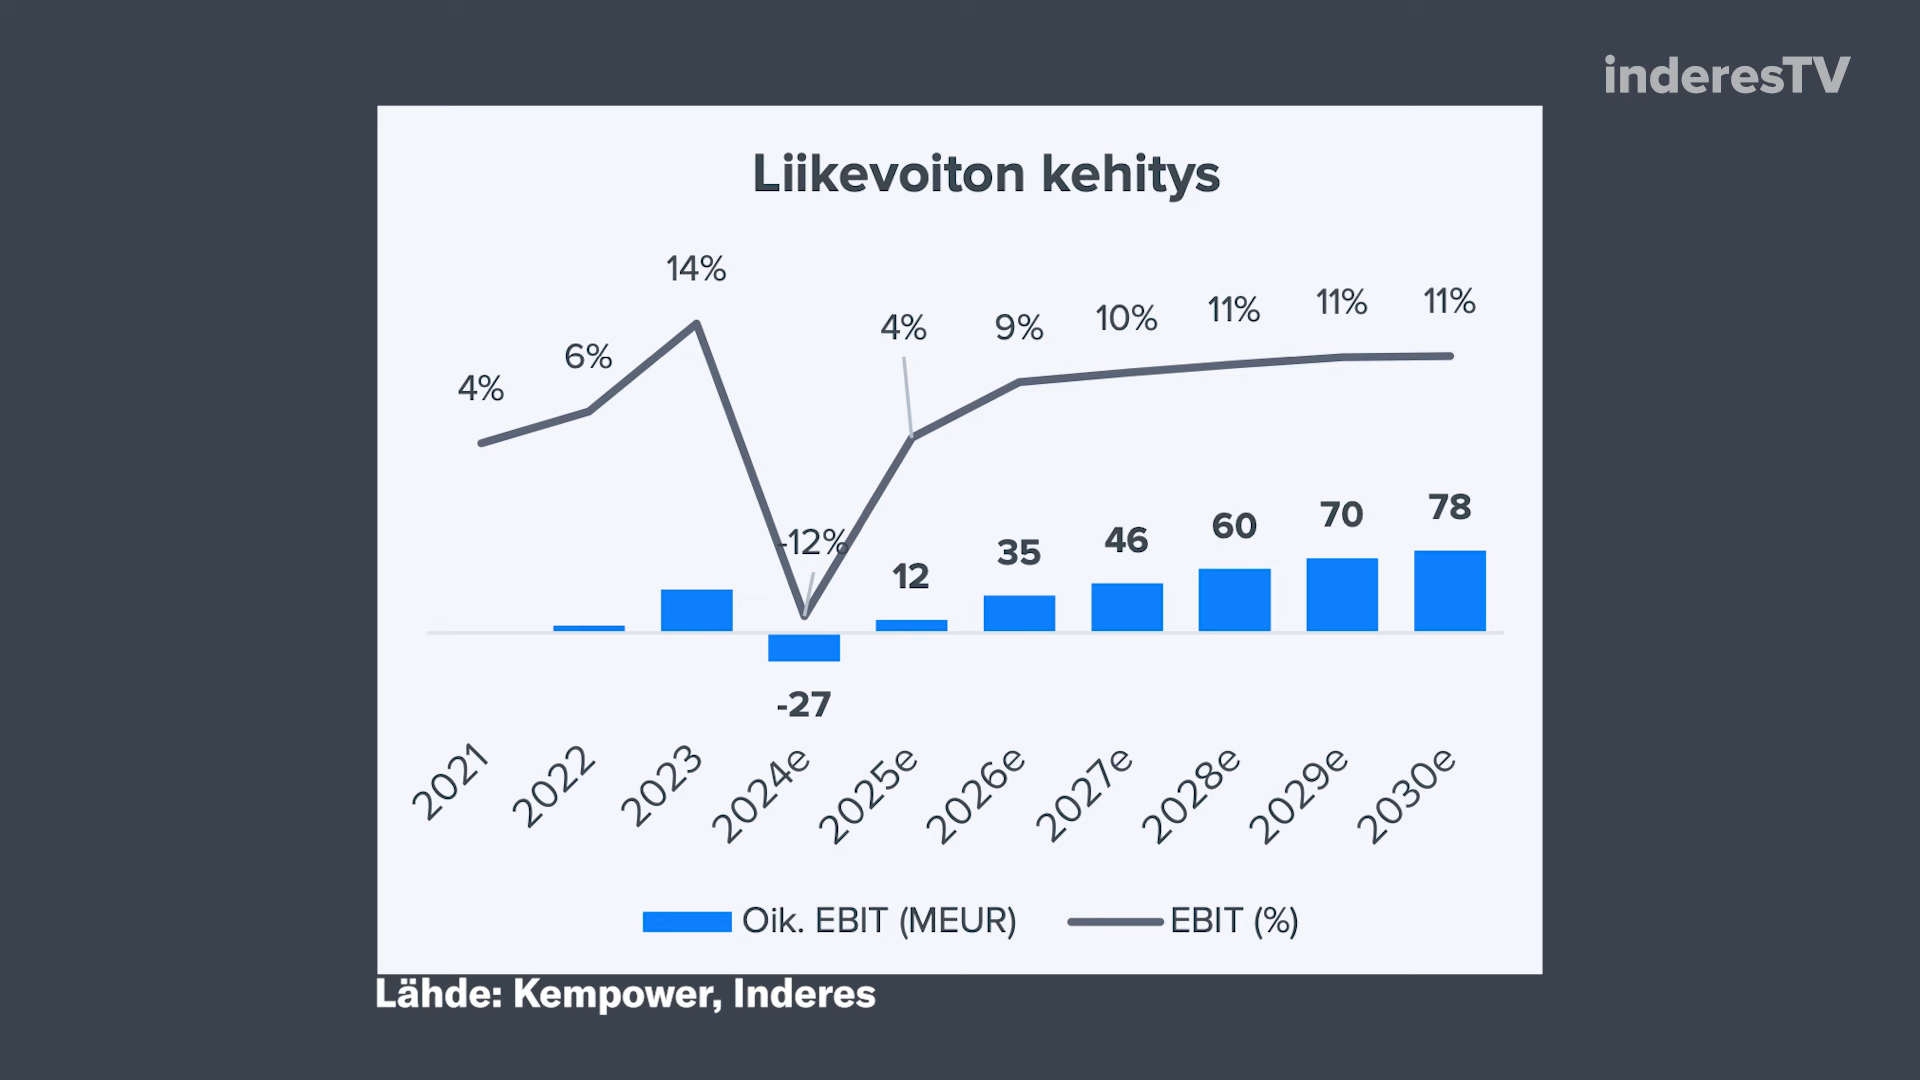 inderesTV
Liikevoiton kehitys
14%
6%
4%
-12%
4%
9%
10%
11%
11%
11%
-27
12
35
46
60
70
78
2021
2022
2023
2024e
2025e
2026e
2027e
2028e
2029e
2030e
Oik. EBIT (MEUR)
EBIT (%)
Lähde: Kempower, Inderes